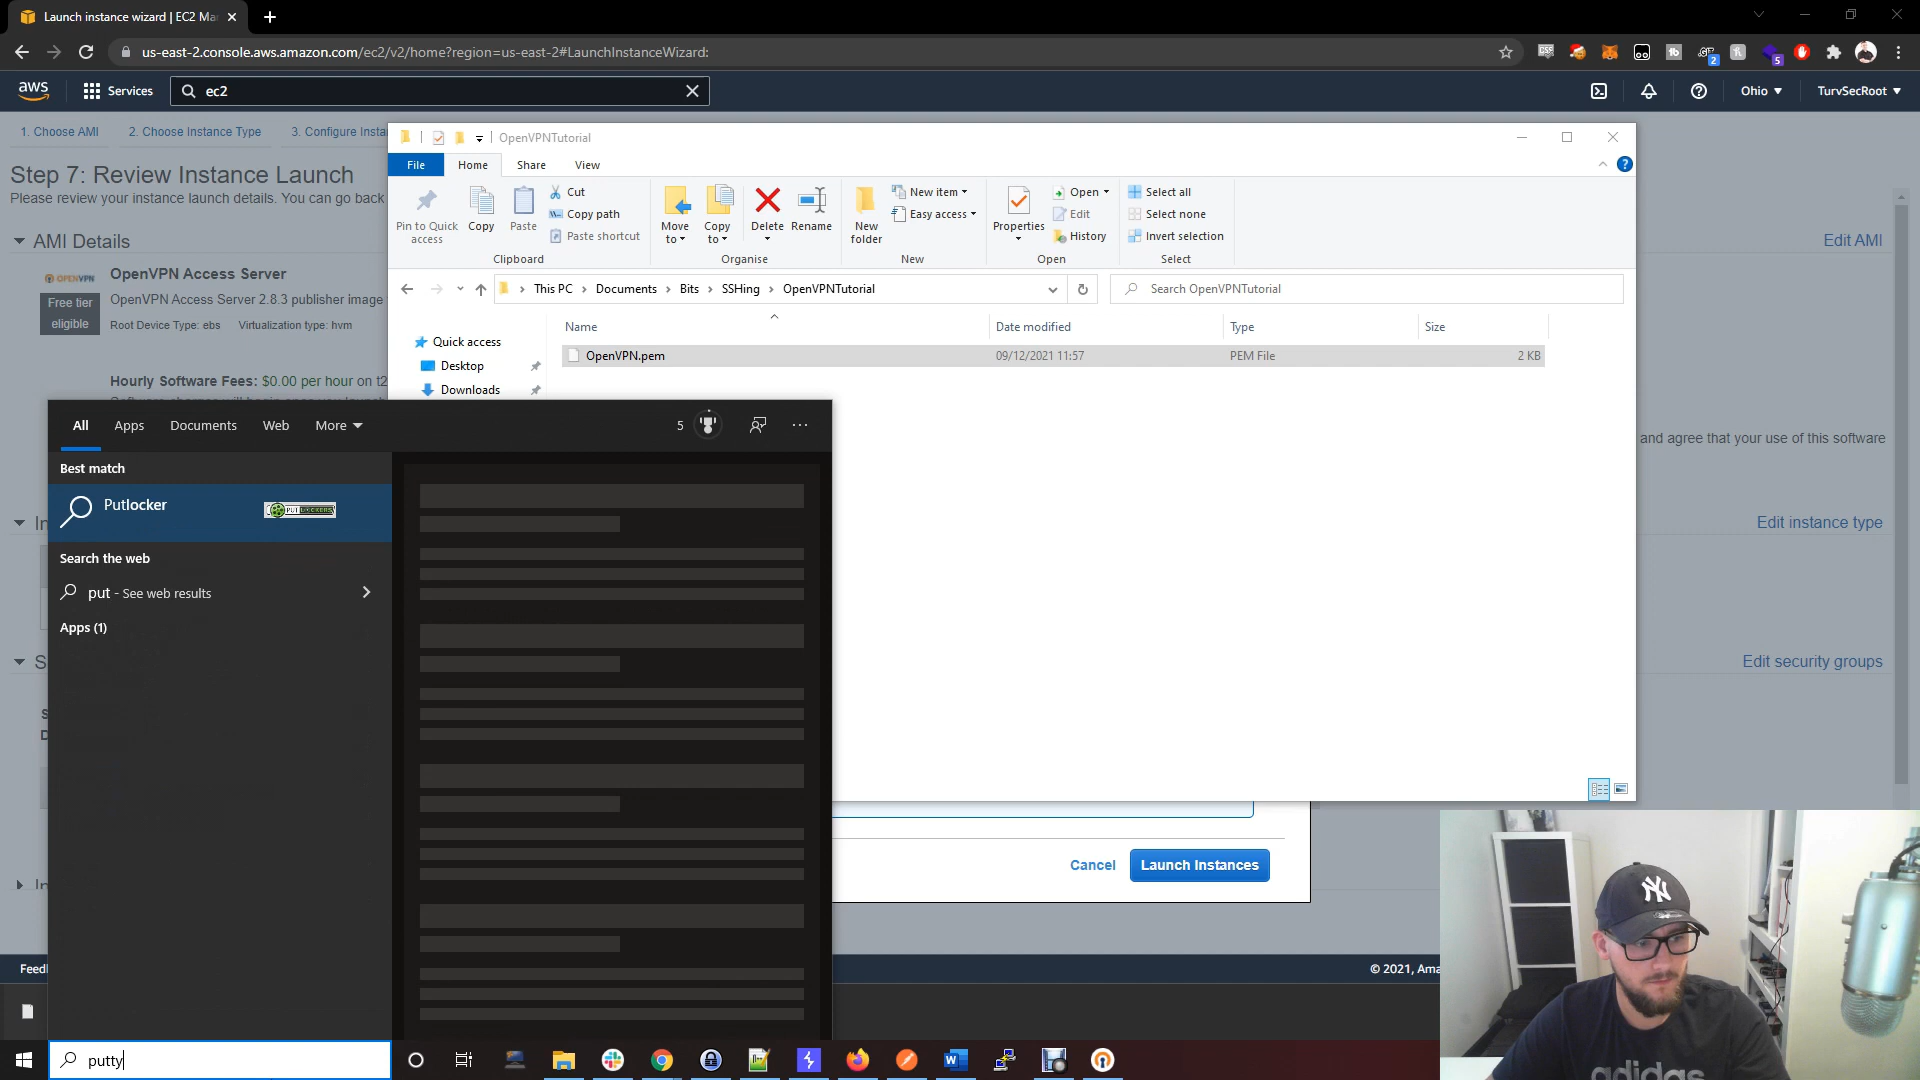 Launch instance wizard | EC2 Ma
us-east-2.console.aws.amazon.com/ec2/v2/home?region=us-east-2#LaunchInstanceWizard:
2
5
aws
Services
ec2
Ohio
TurvSecRoot
1. Choose AMI
2. Choose Instance Type
3. Configure Insta
Step 7: Review Instance Launch
Please review your instance launch details. You can go back
AMI Details
Edit AMI
OPENVPN
OpenVPN Access Server
Free tier
eligible
OpenVPN Access Server 2.8.3 publisher image
Root Device Type: ebs
Virtualization type: hvm
Hourly Software Fees: $0.00 per hour on t2
and agree that your use of this software
Edit instance type
Edit security groups
OpenVPNTutorial
File
Home
Share
View
Pin to Quick
access
Copy
Paste
Cut
Copy path
Paste shortcut
Clipboard
Move
to
Copy
to
Delete
Rename
Organise
New
folder
New item
Easy access
New
Properties
Open
Edit
History
Open
Select all
Select none
Invert selection
Select
This PC
Documents
Bits
SSHing
OpenVPNTutorial
Search OpenVPNTutorial
Name
Date modified
Type
Size
Quick access
Desktop
Downloads
OpenVPN.pem
09/12/2021 11:57
PEM File
2 KB
All
Apps
Documents
Web
More
5
Best match
Putlocker
Search the web
put - See web results
Apps (1)
Cancel
Launch Instances
Feed
© 2021, Ama
putty
NY
adidas